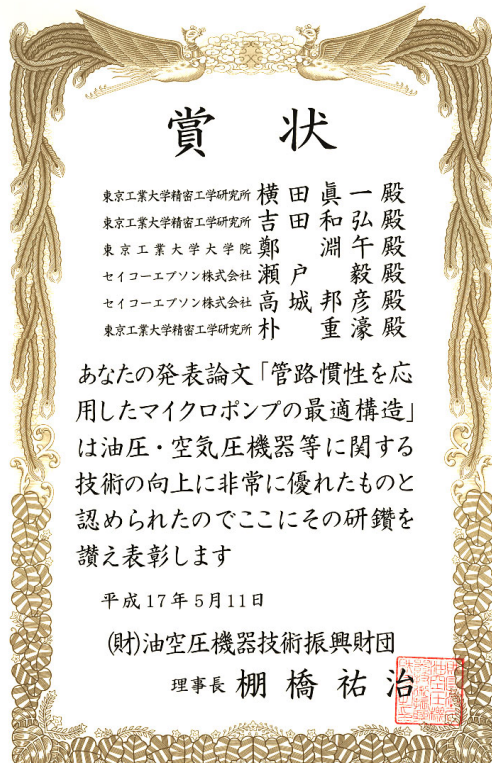 賞状
東京工業大学精密工学研究所 横田眞一殿
東京工業大学精密工学研究所 吉田和弘殿
東京工業大学大学院 鄭淵午殿
セイコーエプソン株式会社 瀬戸毅殿
セイコーエプソン株式会社 高城邦彦殿
東京工業大学精密工学研究所 朴重濠殿
あなたの発表論文「管路慣性を応
用したマイクロポンプの最適構造」
は油圧・空気圧機器等に関する
技術の向上に非常に優れたものと
認められたのでここにその研鑽を
讃え表彰します
平成17年5月11日
(財)油空圧機器技術振興財団
理事長 棚橋祐治